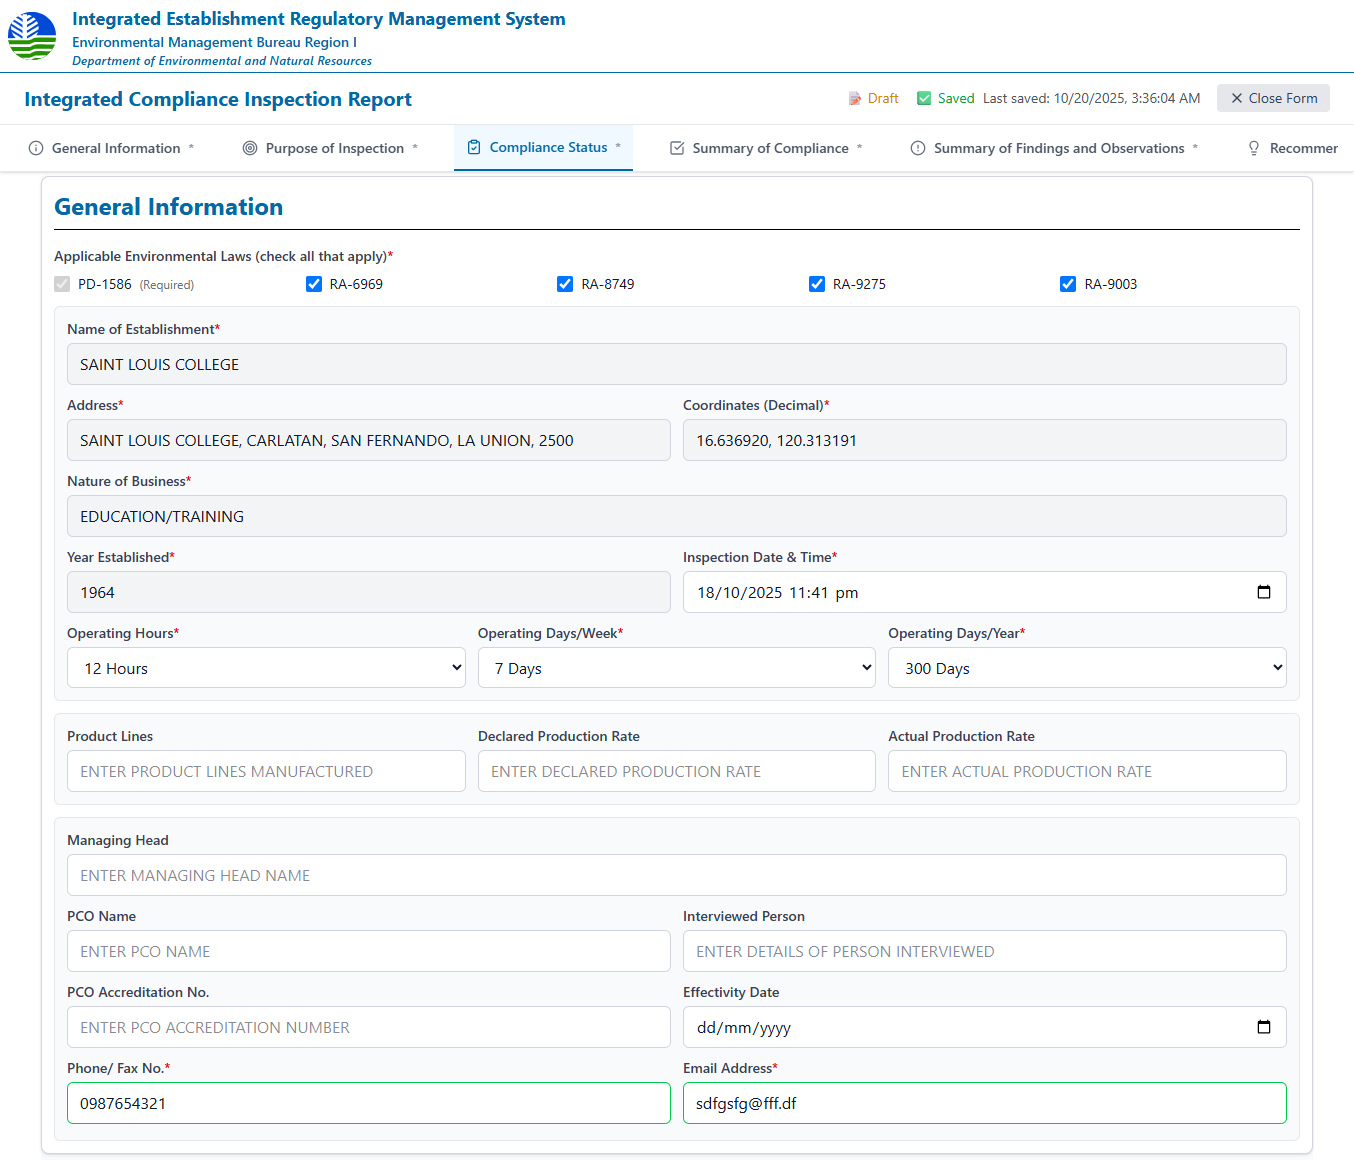 Integrated Establishment Regulatory Management System
Environmental Management Bureau Region I
Department of Environmental and Natural Resources
Integrated Compliance Inspection Report
Draft
Saved
Last saved: 10/20/2025, 3:36:04 AM
Close Form
General Information *
Purpose of Inspection *
Compliance Status *
Summary of Compliance *
Summary of Findings and Observations *
Recommer
General Information
Applicable Environmental Laws (check all that apply)*
PD-1586 (Required)
RA-6969
RA-8749
RA-9275
RA-9003
Name of Establishment*
SAINT LOUIS COLLEGE
Address*
Coordinates (Decimal)*
SAINT LOUIS COLLEGE, CARLATAN, SAN FERNANDO, LA UNION, 2500
16.636920, 120.313191
Nature of Business*
EDUCATION/TRAINING
Year Established*
Inspection Date & Time*
1964
18/10/2025 11:41 pm
Operating Hours*
Operating Days/Week*
Operating Days/Year*
12 Hours
7 Days
300 Days
Product Lines
Declared Production Rate
Actual Production Rate
ENTER PRODUCT LINES MANUFACTURED
ENTER DECLARED PRODUCTION RATE
ENTER ACTUAL PRODUCTION RATE
Managing Head
ENTER MANAGING HEAD NAME
PCO Name
Interviewed Person
ENTER PCO NAME
ENTER DETAILS OF PERSON INTERVIEWED
PCO Accreditation No.
Effectivity Date
ENTER PCO ACCREDITATION NUMBER
dd/mm/yyyy
Phone/ Fax No.*
Email Address*
0987654321
sdfgsfg@fff.df